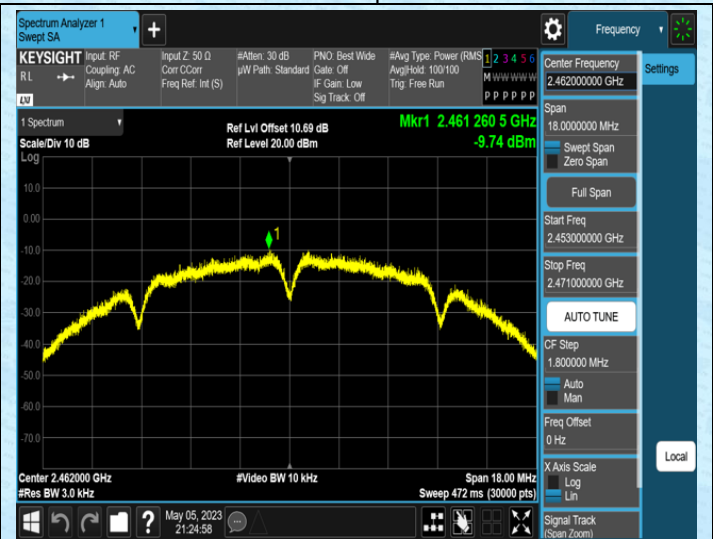 Spectrum Analyzer 1
Swept SA
+
Frequency
KEYSIGHT
RL
LXI
Input: RF
Coupling: AC
Align: Auto
Input Z: 50 Ω
Corr CCorr
Freq Ref: Int (S)
#Atten: 30 dB
µW Path: Standard
PNO: Best Wide
Gate: Off
IF Gain: Low
Sig Track: Off
#Avg Type: Power (RMS
Avg|Hold: 100/100
Trig: Free Run
1 2 3 4 5 6
M W W W W W
P P P P P P
1 Spectrum
Scale/Div 10 dB
Log
Ref Lvl Offset 10.69 dB
Ref Level 20.00 dBm
Mkr1 2.461 260 5 GHz
-9.74 dBm
10.0
0.00
-10.0
-20.0
-30.0
-40.0
-50.0
-60.0
-70.0
1
Center 2.462000 GHz
#Res BW 3.0 kHz
#Video BW 10 kHz
Span 18.00 MHz
Sweep 472 ms (30000 pts)
Center Frequency
2.462000000 GHz
Settings
Span
18.0000000 MHz
Swept Span
Zero Span
Full Span
Start Freq
2.453000000 GHz
Stop Freq
2.471000000 GHz
AUTO TUNE
CF Step
1.800000 MHz
Auto
Man
Freq Offset
0 Hz
X Axis Scale
Log
Lin
Local
Signal Track
(Span Zoom)
?
May 05, 2023
21:24:58